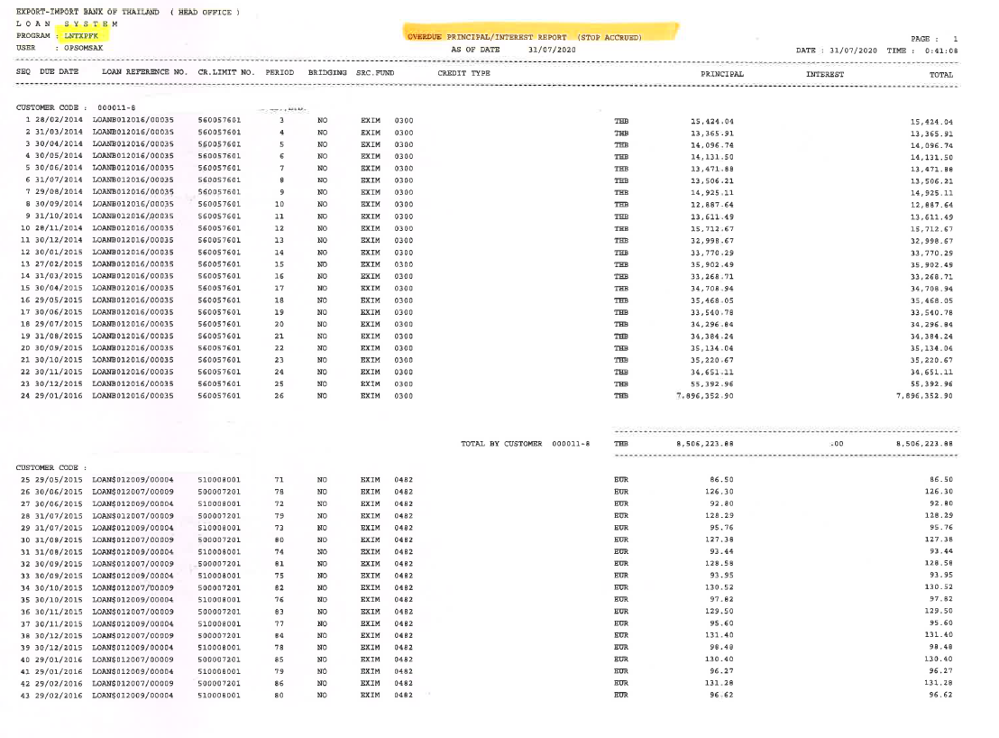 EXPORT-IMPORT BANK OF THAILAND ( HEAD OFFICE )
L O A N   S Y S T E M
PROGRAM : LNTXPFK   OVERDUE PRINCIPAL/INTEREST REPORT (STOP ACCRUED)   PAGE : 1
USER : OPSOMSAK   AS OF DATE 31/07/2020   DATE : 31/07/2020 TIME : 0:41:08
SEQ DUE DATE LOAN REFERENCE NO. CR.LIMIT NO. PERIOD BRIDGING SRC.FUND CREDIT TYPE PRINCIPAL INTEREST TOTAL
CUSTOMER CODE : 000011-8
1 28/02/2014 LOANB012016/00035 560057601 3 NO EXIM 0300 THB 15,424.04 15,424.04
2 31/03/2014 LOANB012016/00035 560057601 4 NO EXIM 0300 THB 13,365.91 13,365.91
3 30/04/2014 LOANB012016/00035 560057601 5 NO EXIM 0300 THB 14,096.74 14,096.74
4 30/05/2014 LOANB012016/00035 560057601 6 NO EXIM 0300 THB 14,131.50 14,131.50
5 30/06/2014 LOANB012016/00035 560057601 7 NO EXIM 0300 THB 13,471.88 13,471.88
6 31/07/2014 LOANB012016/00035 560057601 8 NO EXIM 0300 THB 13,506.21 13,506.21
7 29/08/2014 LOANB012016/00035 560057601 9 NO EXIM 0300 THB 14,925.11 14,925.11
8 30/09/2014 LOANB012016/00035 560057601 10 NO EXIM 0300 THB 12,887.64 12,887.64
9 31/10/2014 LOANB012016/00035 560057601 11 NO EXIM 0300 THB 13,611.49 13,611.49
10 28/11/2014 LOANB012016/00035 560057601 12 NO EXIM 0300 THB 15,712.67 15,712.67
11 30/12/2014 LOANB012016/00035 560057601 13 NO EXIM 0300 THB 32,998.67 32,998.67
12 30/01/2015 LOANB012016/00035 560057601 14 NO EXIM 0300 THB 33,770.29 33,770.29
13 27/02/2015 LOANB012016/00035 560057601 15 NO EXIM 0300 THB 35,902.49 35,902.49
14 31/03/2015 LOANB012016/00035 560057601 16 NO EXIM 0300 THB 33,268.71 33,268.71
15 30/04/2015 LOANB012016/00035 560057601 17 NO EXIM 0300 THB 34,708.94 34,708.94
16 29/05/2015 LOANB012016/00035 560057601 18 NO EXIM 0300 THB 35,468.05 35,468.05
17 30/06/2015 LOANB012016/00035 560057601 19 NO EXIM 0300 THB 33,540.78 33,540.78
18 29/07/2015 LOANB012016/00035 560057601 20 NO EXIM 0300 THB 34,296.84 34,296.84
19 31/08/2015 LOANB012016/00035 560057601 21 NO EXIM 0300 THB 34,384.24 34,384.24
20 30/09/2015 LOANB012016/00035 560057601 22 NO EXIM 0300 THB 35,134.04 35,134.04
21 30/10/2015 LOANB012016/00035 560057601 23 NO EXIM 0300 THB 35,220.67 35,220.67
22 30/11/2015 LOANB012016/00035 560057601 24 NO EXIM 0300 THB 34,651.11 34,651.11
23 30/12/2015 LOANB012016/00035 560057601 25 NO EXIM 0300 THB 55,392.96 55,392.96
24 29/01/2016 LOANB012016/00035 560057601 26 NO EXIM 0300 THB 7,896,352.90 7,896,352.90
TOTAL BY CUSTOMER 000011-8 THB 8,506,223.88 .00 8,506,223.88
CUSTOMER CODE :
25 29/05/2015 LOAN$012009/00004 510008001 71 NO EXIM 0482 EUR 86.50 86.50
26 30/06/2015 LOAN$012007/00009 500007201 78 NO EXIM 0482 EUR 126.30 126.30
27 30/06/2015 LOAN$012009/00004 510008001 72 NO EXIM 0482 EUR 92.80 92.80
28 31/07/2015 LOAN$012007/00009 500007201 79 NO EXIM 0482 EUR 128.29 128.29
29 31/07/2015 LOAN$012009/00004 510008001 73 NO EXIM 0482 EUR 95.76 95.76
30 31/08/2015 LOAN$012007/00009 500007201 80 NO EXIM 0482 EUR 127.38 127.38
31 31/08/2015 LOAN$012009/00004 510008001 74 NO EXIM 0482 EUR 93.44 93.44
32 30/09/2015 LOAN$012007/00009 500007201 81 NO EXIM 0482 EUR 128.58 128.58
33 30/09/2015 LOAN$012009/00004 510008001 75 NO EXIM 0482 EUR 93.95 93.95
34 30/10/2015 LOAN$012007/00009 500007201 82 NO EXIM 0482 EUR 130.52 130.52
35 30/10/2015 LOAN$012009/00004 510008001 76 NO EXIM 0482 EUR 97.82 97.82
36 30/11/2015 LOAN$012007/00009 500007201 83 NO EXIM 0482 EUR 129.50 129.50
37 30/11/2015 LOAN$012009/00004 510008001 77 NO EXIM 0482 EUR 95.60 95.60
38 30/12/2015 LOAN$012007/00009 500007201 84 NO EXIM 0482 EUR 131.40 131.40
39 30/12/2015 LOAN$012009/00004 510008001 78 NO EXIM 0482 EUR 98.48 98.48
40 29/01/2016 LOAN$012007/00009 500007201 85 NO EXIM 0482 EUR 130.40 130.40
41 29/01/2016 LOAN$012009/00004 510008001 79 NO EXIM 0482 EUR 96.27 96.27
42 29/02/2016 LOAN$012007/00009 500007201 86 NO EXIM 0482 EUR 131.28 131.28
43 29/02/2016 LOAN$012009/00004 510008001 80 NO EXIM 0482 EUR 96.62 96.62